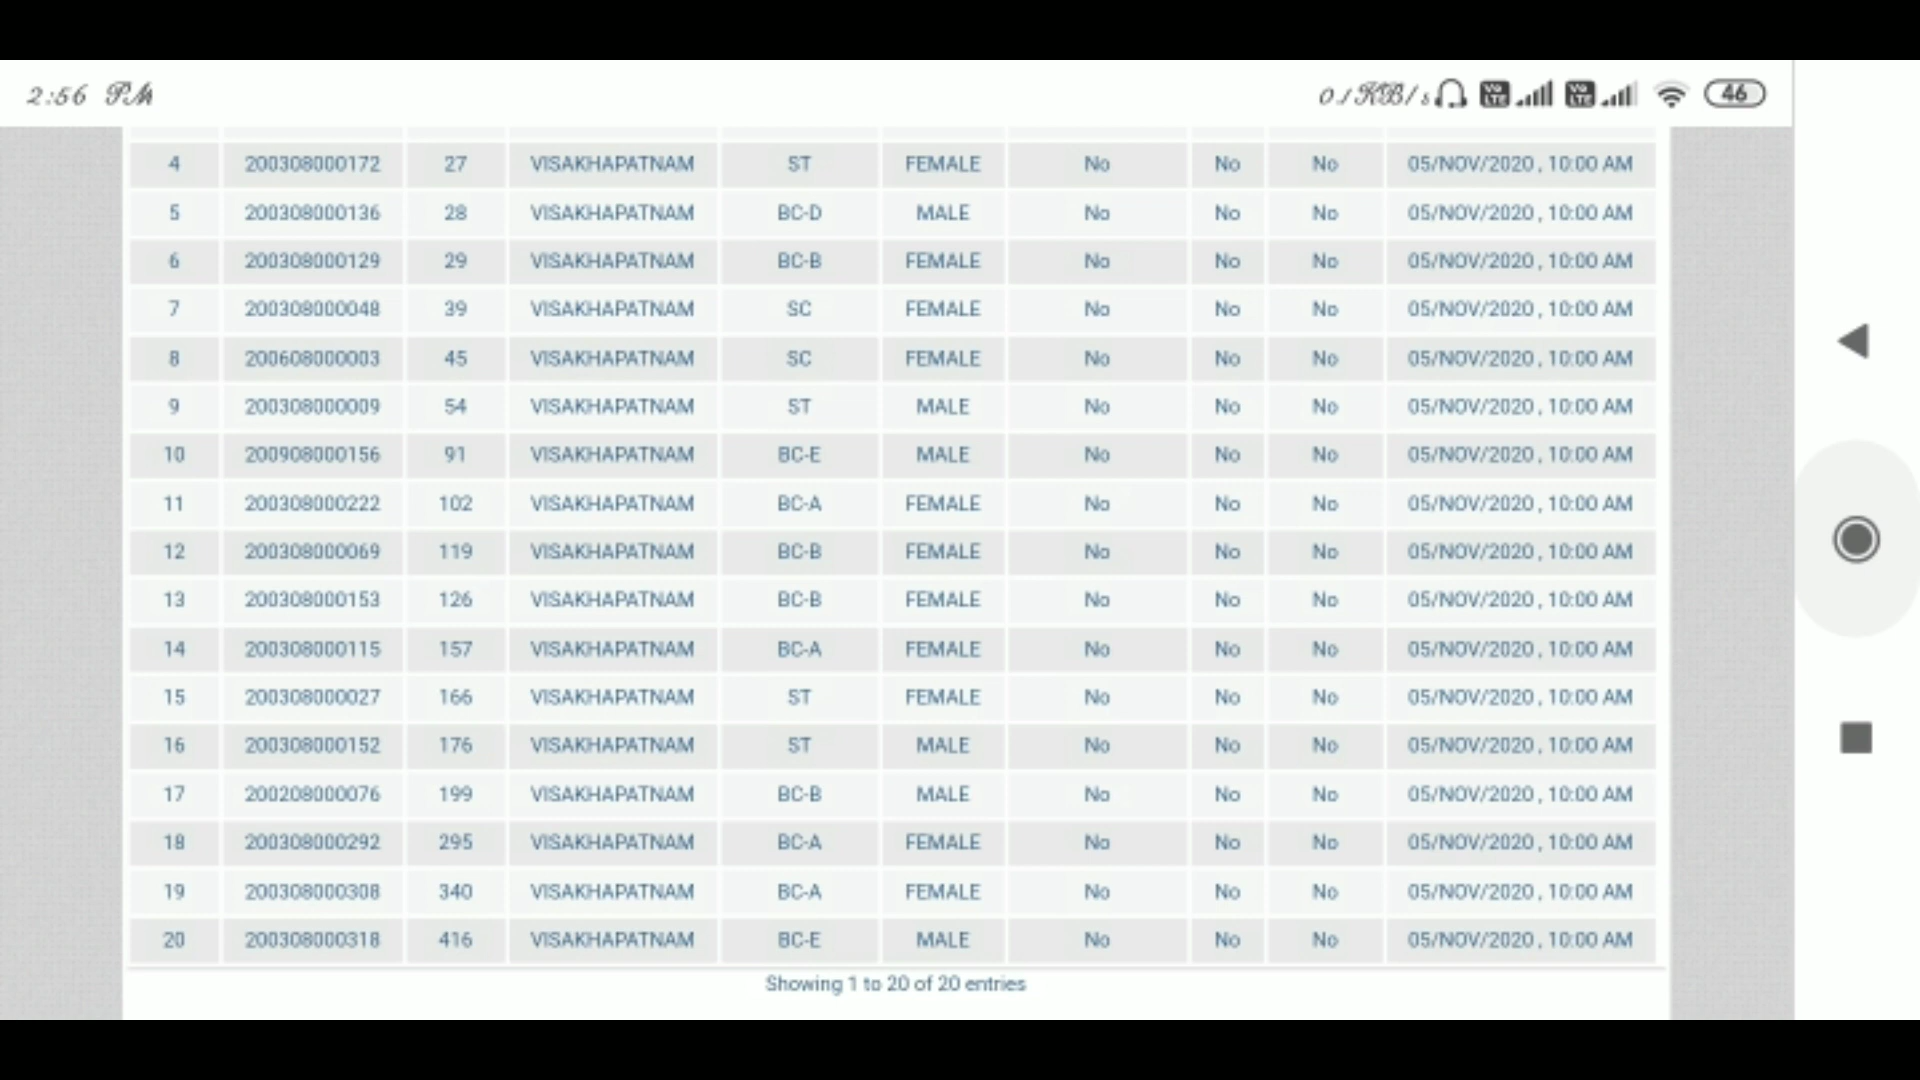 2:56 PM 0.1KB/s Vo LTE Vo LTE 46
4 200308000172 27 VISAKHAPATNAM ST FEMALE No No No 05/NOV/2020 , 10:00 AM
5 200308000136 28 VISAKHAPATNAM BC-D MALE No No No 05/NOV/2020 , 10:00 AM
6 200308000129 29 VISAKHAPATNAM BC-B FEMALE No No No 05/NOV/2020 , 10:00 AM
7 200308000048 39 VISAKHAPATNAM SC FEMALE No No No 05/NOV/2020 , 10:00 AM
8 200608000003 45 VISAKHAPATNAM SC FEMALE No No No 05/NOV/2020 , 10:00 AM
9 200308000009 54 VISAKHAPATNAM ST MALE No No No 05/NOV/2020 , 10:00 AM
10 200908000156 91 VISAKHAPATNAM BC-E MALE No No No 05/NOV/2020 , 10:00 AM
11 200308000222 102 VISAKHAPATNAM BC-A FEMALE No No No 05/NOV/2020 , 10:00 AM
12 200308000069 119 VISAKHAPATNAM BC-B FEMALE No No No 05/NOV/2020 , 10:00 AM
13 200308000153 126 VISAKHAPATNAM BC-B FEMALE No No No 05/NOV/2020 , 10:00 AM
14 200308000115 157 VISAKHAPATNAM BC-A FEMALE No No No 05/NOV/2020 , 10:00 AM
15 200308000027 166 VISAKHAPATNAM ST FEMALE No No No 05/NOV/2020 , 10:00 AM
16 200308000152 176 VISAKHAPATNAM ST MALE No No No 05/NOV/2020 , 10:00 AM
17 200208000076 199 VISAKHAPATNAM BC-B MALE No No No 05/NOV/2020 , 10:00 AM
18 200308000292 295 VISAKHAPATNAM BC-A FEMALE No No No 05/NOV/2020 , 10:00 AM
19 200308000308 340 VISAKHAPATNAM BC-A FEMALE No No No 05/NOV/2020 , 10:00 AM
20 200308000318 416 VISAKHAPATNAM BC-E MALE No No No 05/NOV/2020 , 10:00 AM
Showing 1 to 20 of 20 entries